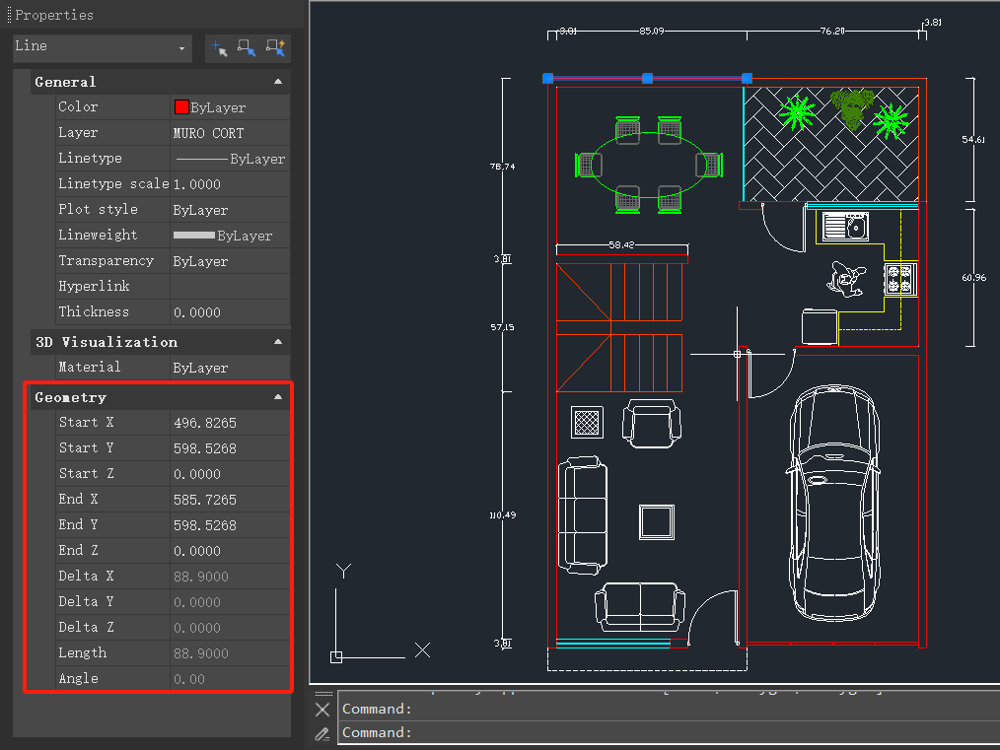 Properties
Line
General
Color ByLayer
Layer MURO CORT
Linetype ByLayer
Linetype scale 1.0000
Plot style ByLayer
Lineweight ByLayer
Transparency ByLayer
Hyperlink
Thickness 0.0000
3D Visualization
Material ByLayer
Geometry
Start X 496.8265
Start Y 598.5268
Start Z 0.0000
End X 585.7265
End Y 598.5268
End Z 0.0000
Delta X 88.9000
Delta Y 0.0000
Delta Z 0.0000
Length 88.9000
Angle 0.00
3.81
85.09
76.20
3.81
78.74
54.61
58.42
3.81
60.96
57.15
110.49
3.81
Y
X
Command:
Command: